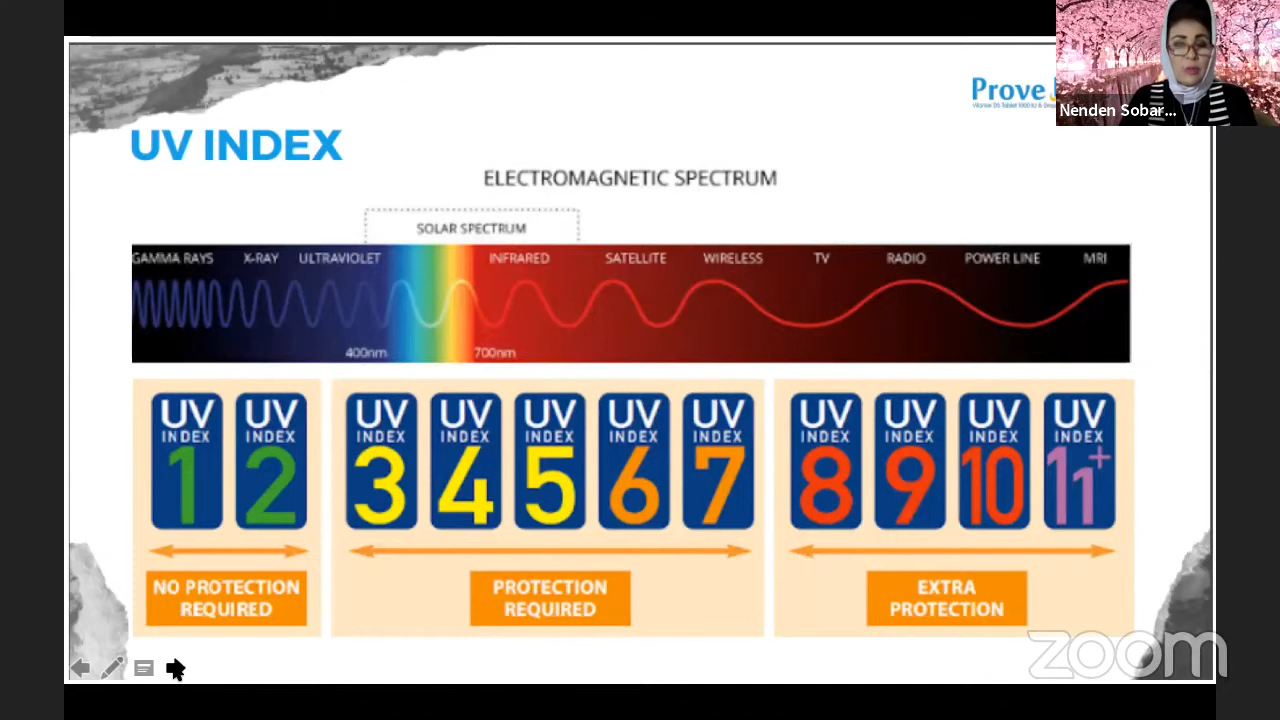 Prove
Nenden Sobar...
UV INDEX
ELECTROMAGNETIC SPECTRUM
SOLAR SPECTRUM
GAMMA RAYS X-RAY ULTRAVIOLET INFRARED SATELLITE WIRELESS TV RADIO POWER LINE MRI
400nm 700nm
UV INDEX 1
UV INDEX 2
UV INDEX 3
UV INDEX 4
UV INDEX 5
UV INDEX 6
UV INDEX 7
UV INDEX 8
UV INDEX 9
UV INDEX 10
UV INDEX 11+
NO PROTECTION
REQUIRED
PROTECTION
REQUIRED
EXTRA
PROTECTION
zoom